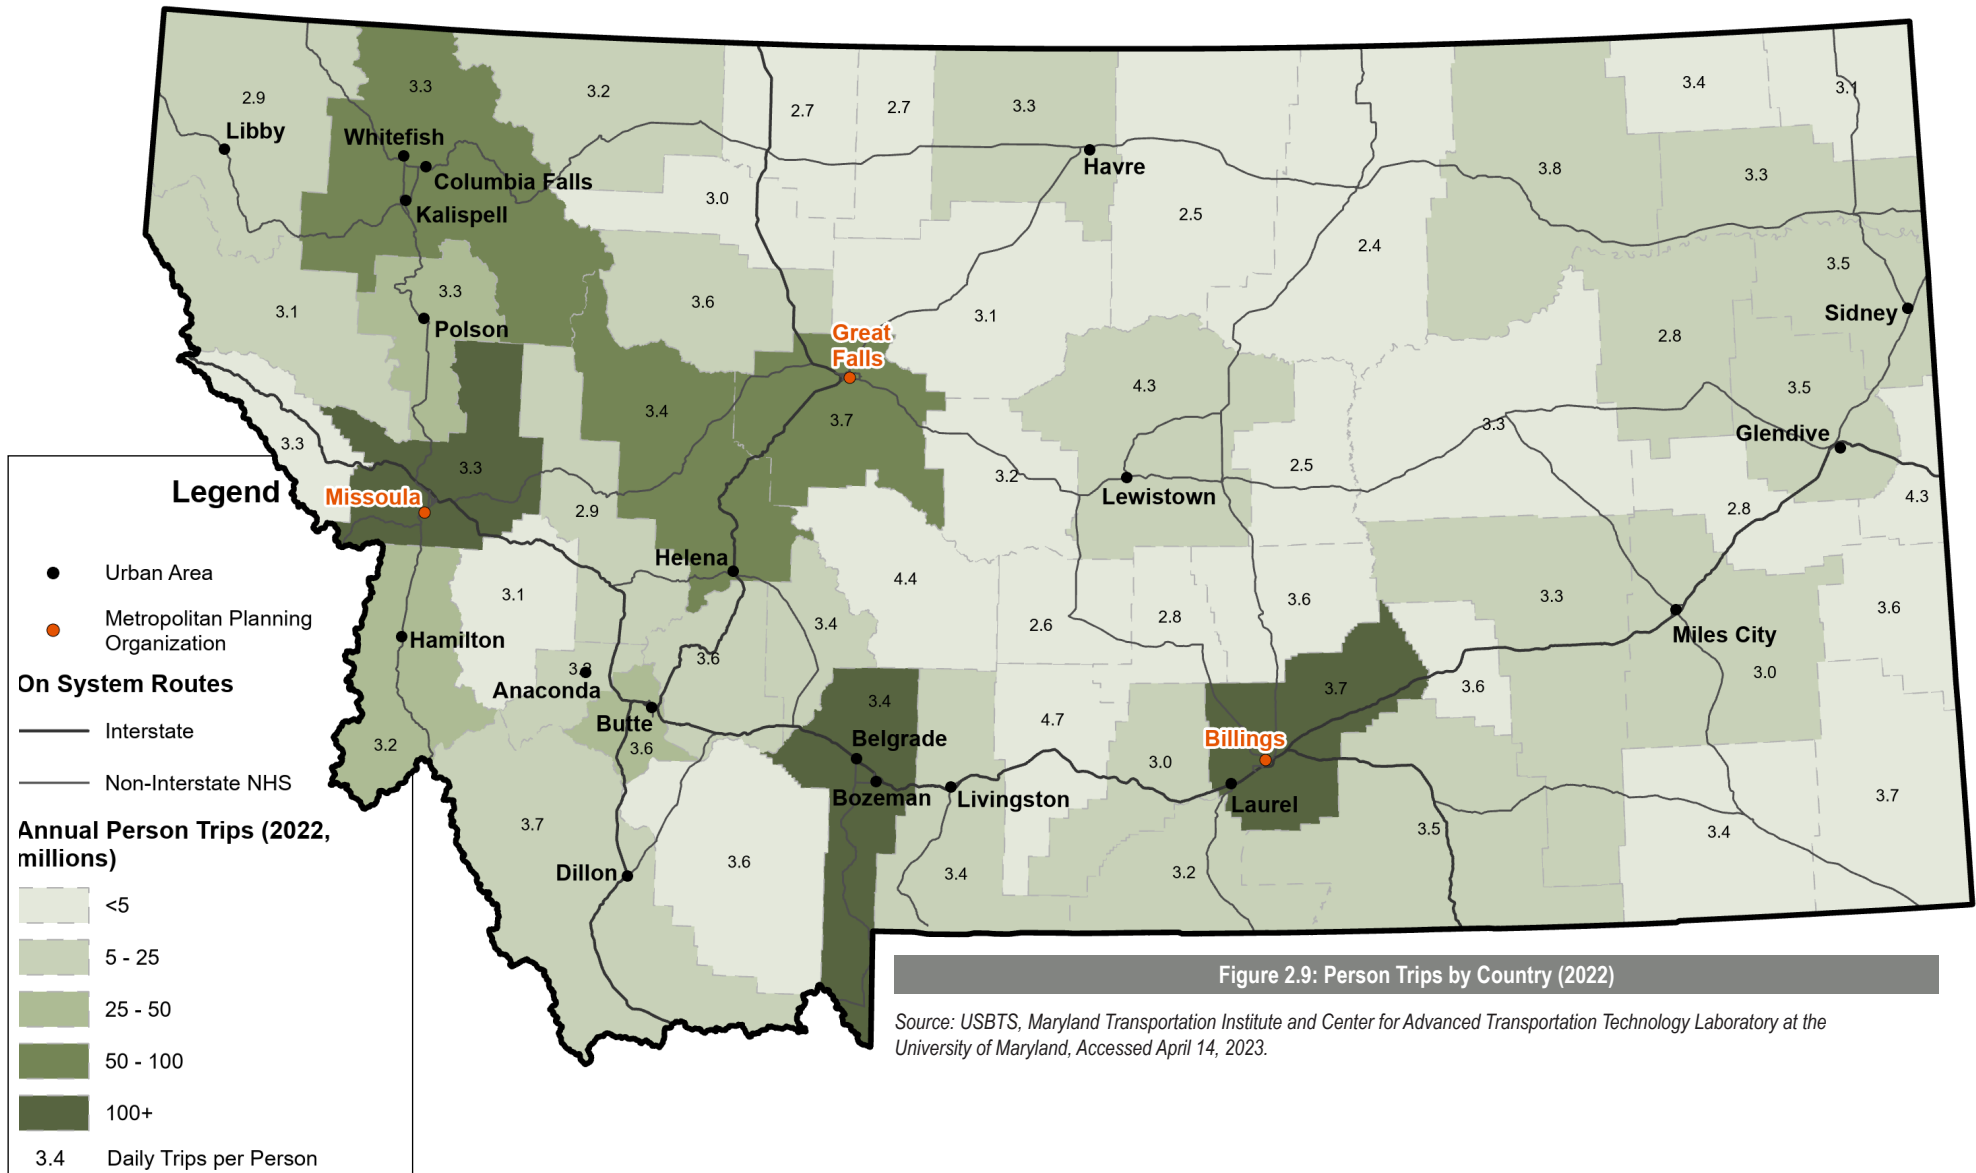 3.3
3.2
2.9
2.7
2.7
3.3
3.4
3.1
Libby
Whitefish
Columbia Falls
Kalispell
Havre
3.8
3.3
3.0
2.5
2.4
3.5
3.3
3.1
3.6
3.1
Polson
Sidney
2.8
Great
Falls
4.3
3.5
3.4
3.7
3.3
Glendive
3.3
3.3
3.2
2.5
Legend
Missoula
Lewistown
4.3
2.9
2.8
Helena
4.4
Urban Area
3.1
3.6
3.3
3.6
Metropolitan Planning
Organization
3.4
2.6
2.8
Miles City
Hamilton
3.6
3.0
On System Routes
3.3
Anaconda
3.4
3.7
3.6
Interstate
Butte
4.7
3.2
3.6
Belgrade
Billings
3.0
Non-Interstate NHS
Bozeman
Livingston
Laurel
3.7
Annual Person Trips (2022,
millions)
3.7
3.5
3.4
Dillon
3.6
3.4
3.2
<5
5 - 25
25 - 50
50 - 100
100+
3.4 Daily Trips per Person
Figure 2.9: Person Trips by Country (2022)
Source: USBTS, Maryland Transportation Institute and Center for Advanced Transportation Technology Laboratory at the
University of Maryland, Accessed April 14, 2023.